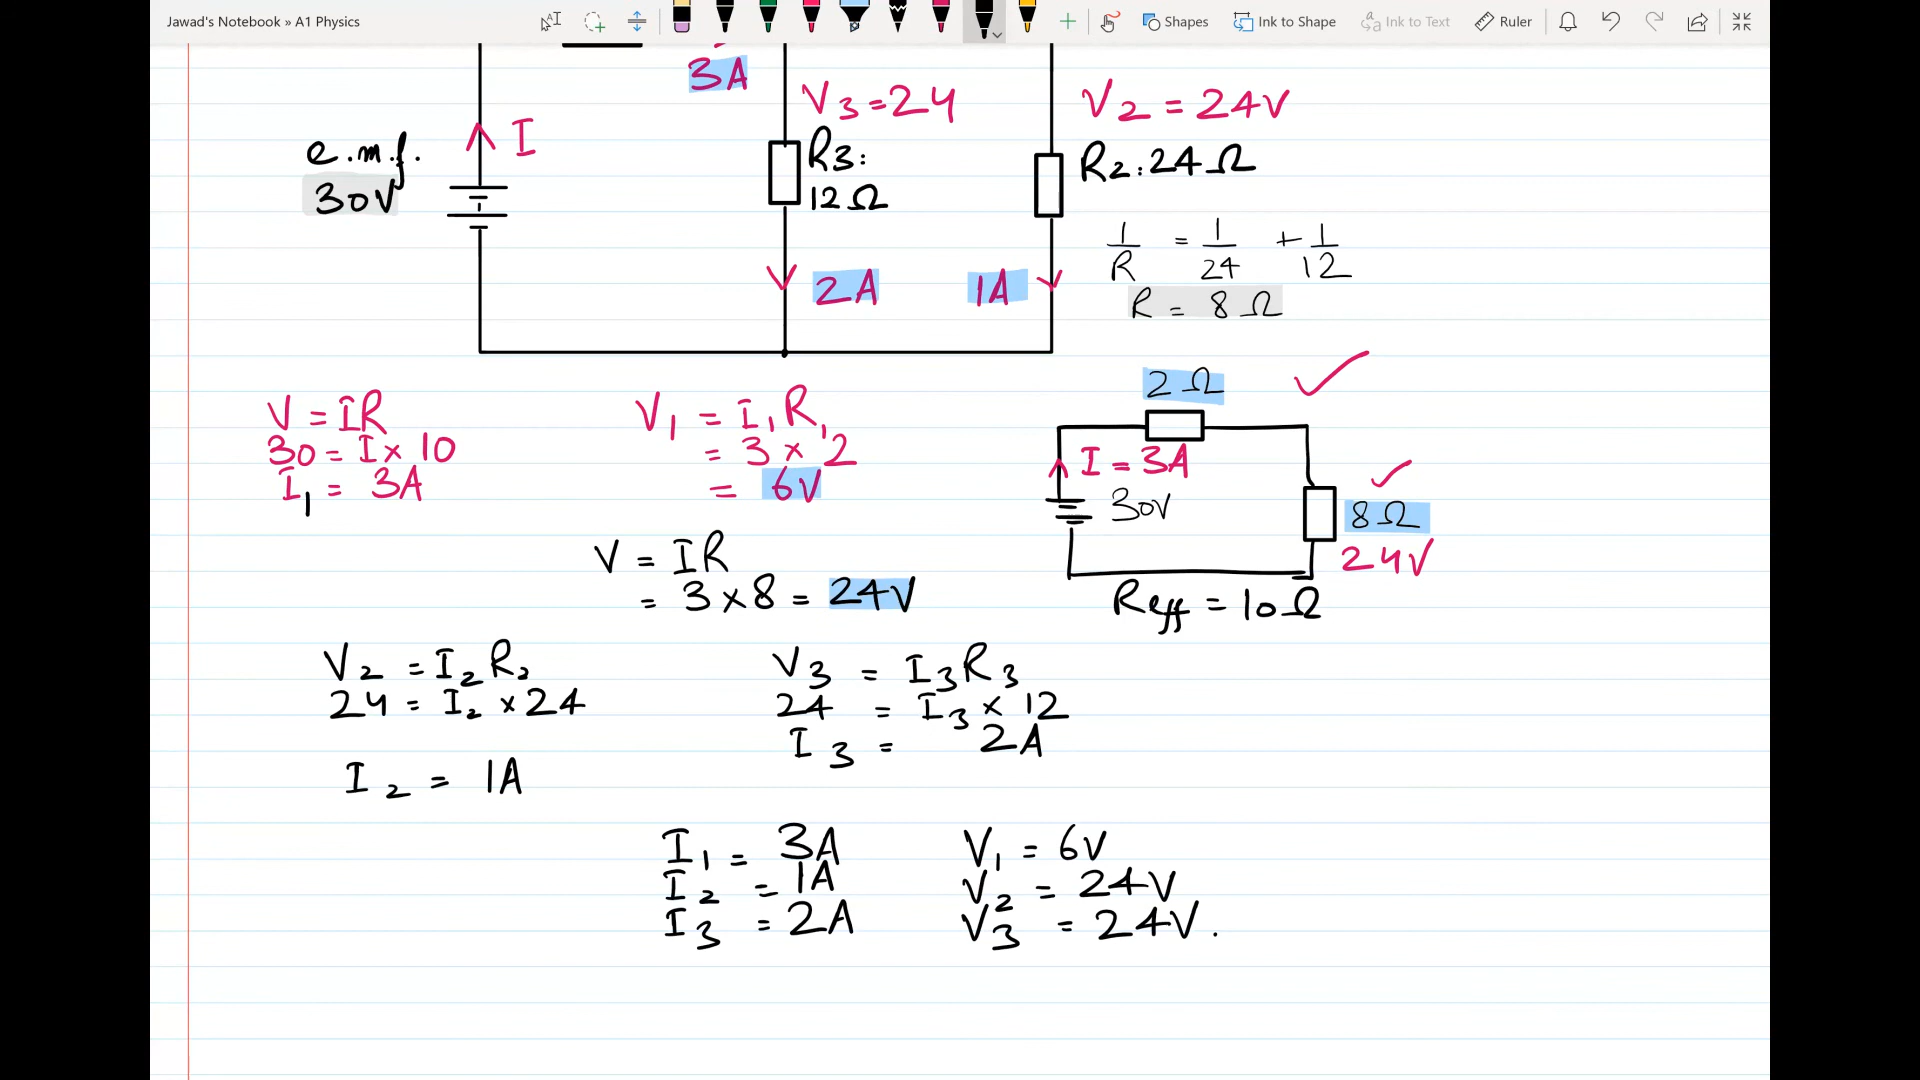 Jawad's Notebook » A1 Physics
Shapes
Ink to Shape
Ink to Text
Ruler
3A
V3 = 24
V2 = 24V
e.m.f.
30V
I
R3:
12Ω
R2: 24Ω
1/R = 1/24 + 1/12
R = 8Ω
2A
1A
V = IR
30 = I × 10
I1 = 3A
V1 = I1R1
= 3 × 2
= 6V
2Ω
I = 3A
30V
8Ω
24V
Reff = 10Ω
V = IR
= 3 × 8 = 24V
V2 = I2R2
24 = I2 × 24
I2 = 1A
V3 = I3R3
24 = I3 × 12
I3 = 2A
I1 = 3A
I2 = 1A
I3 = 2A
V1 = 6V
V2 = 24V
V3 = 24V.